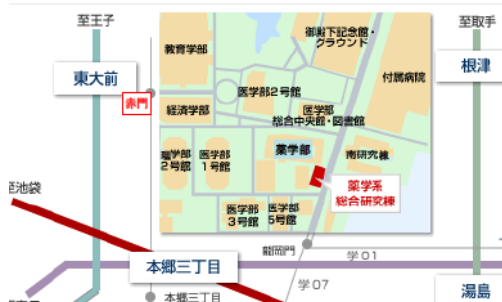 至王子
至取手
東大前
根津
御殿下記念館・
グラウンド
教育学部
付属病院
赤門
医学部2号館
経済学部
医学部
総合中央館・図書館
薬学部
南研究棟
医学部
1号館
2号館
薬学系
総合研究棟
至池袋
医学部
3号館
医学部
5号館
龍岡門
学01
本郷三丁目
学07
湯島
本郷三丁目